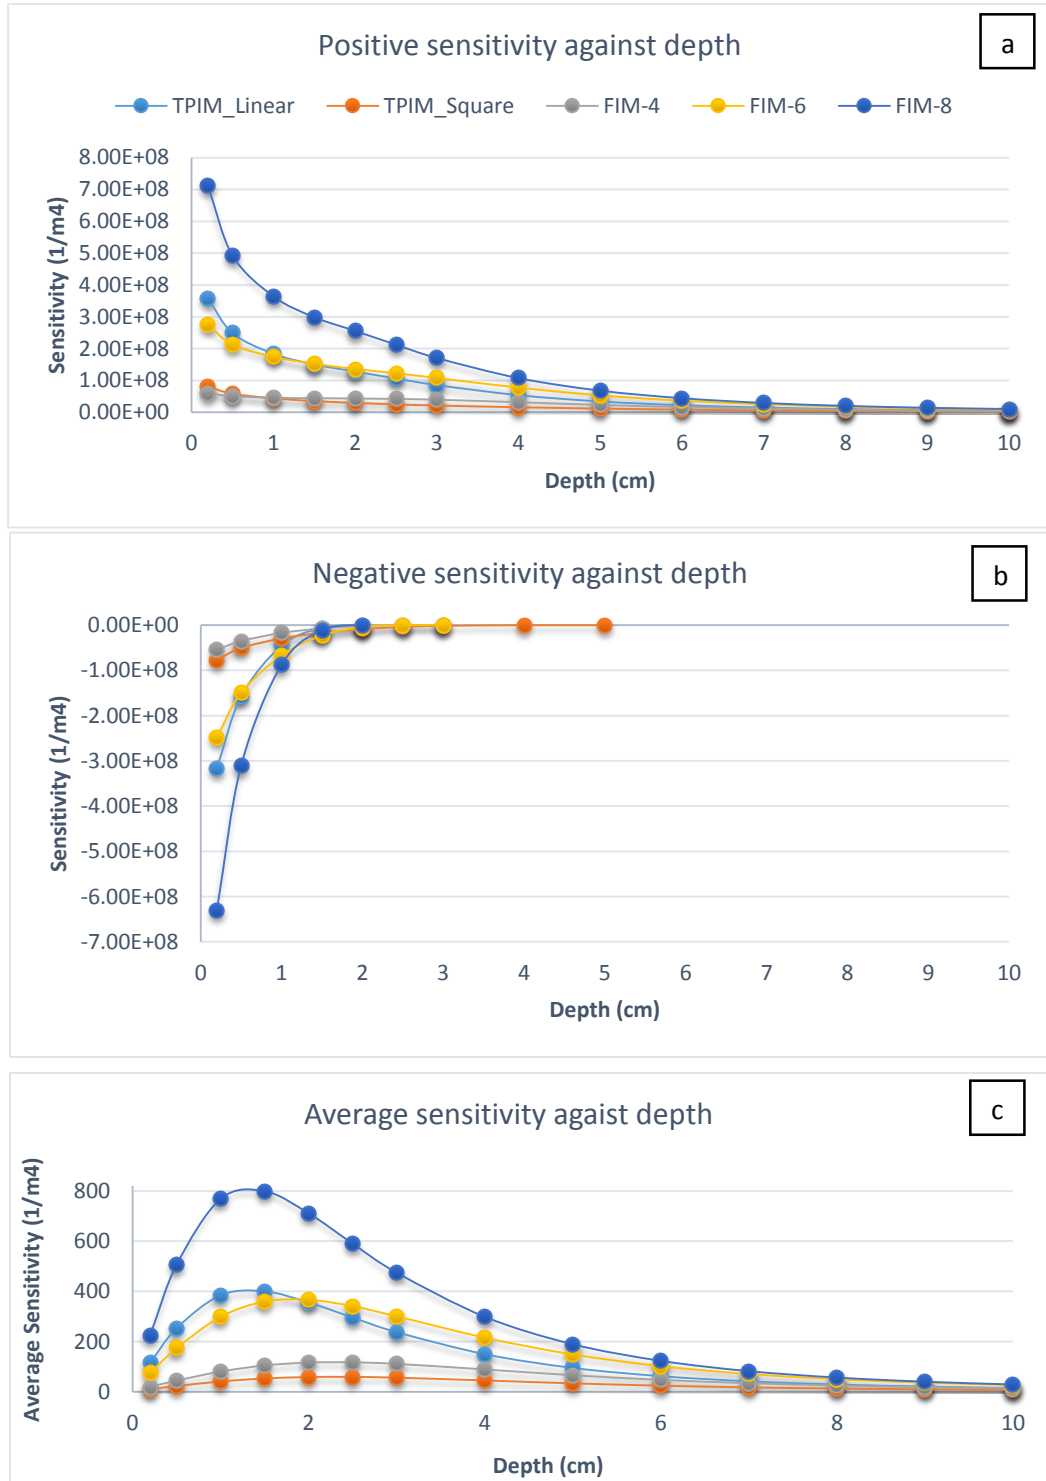 Positive sensitivity against depth
a
TPIM_Linear TPIM_Square FIM-4 FIM-6 FIM-8
Sensitivity (1/m4)
8.00E+08
7.00E+08
6.00E+08
5.00E+08
4.00E+08
3.00E+08
2.00E+08
1.00E+08
0.00E+00
0 1 2 3 4 5 6 7 8 9 10
Depth (cm)
Negative sensitivity against depth
b
Sensitivity (1/m4)
0.00E+00
-1.00E+08
-2.00E+08
-3.00E+08
-4.00E+08
-5.00E+08
-6.00E+08
-7.00E+08
0 1 2 3 4 5 6 7 8 9 10
Depth (cm)
Average sensitivity agaist depth
c
Average Sensitivity (1/m4)
800
600
400
200
0
0 2 4 6 8 10
Depth (cm)